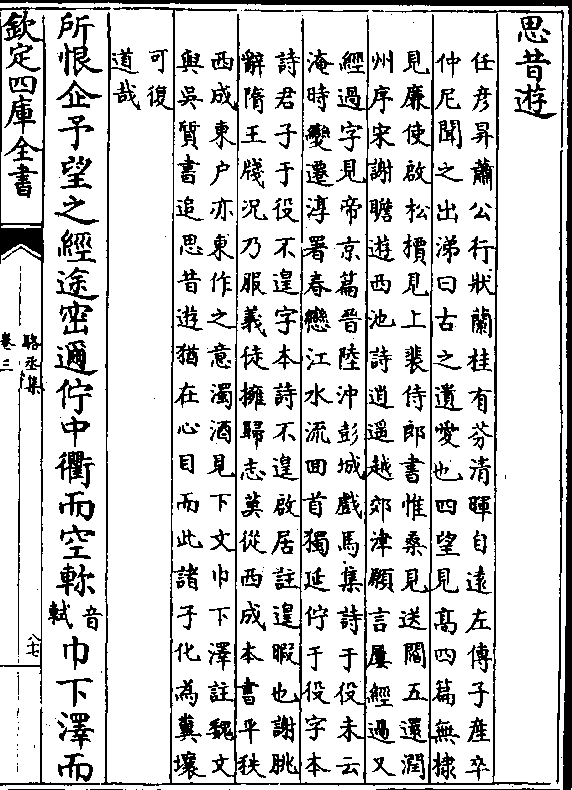 思昔遊
任彥昇蕭公行狀蘭桂有芬清暉自遠左傳子產卒
仲尼聞之出涕曰古之遺愛也四望見髙四篇無棣
見廉使啟松檟見上裴侍郎書惟桑見送閻五還潤
州序宋謝瞻遊西池詩逍遥越郊津願言屢經過又
經過字見帝京篇晉陸沖彭城戲馬集詩于役未云
淹時變遷淳署春戀江水流回首獨延佇于役字本
詩君子于役不遑字本詩不遑啟居註遑暇也謝朓
辭隋王牋況乃服義徒擁歸志莫從西成本書平秩
西成東户亦東作之意濁酒見下文巾下澤註魏文
與吳質書追思昔遊猶在心目而此諸子化為糞壤
可復
道哉
所恨企予望之經途密邇佇中衢而空軫音軾巾下澤而
欽定四庫全書
駱丞集
卷三
八七